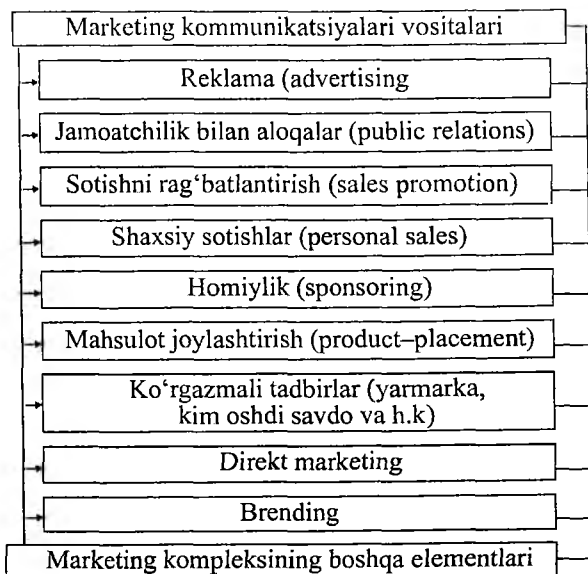 Marketing kommunikatsiyalari vositalari
Reklama (advertising
Jamoatchilik bilan aloqalar (public relations)
Sotishni rag‘batlantirish (sales promotion)
Shaxsiy sotishlar (personal sales)
Homiylik (sponsoring)
Mahsulot joylashtirish (product–placement)
Ko‘rgazmali tadbirlar (yarmarka,
kim oshdi savdo va h.k)
Direkt marketing
Brending
Marketing kompleksining boshqa elementlari